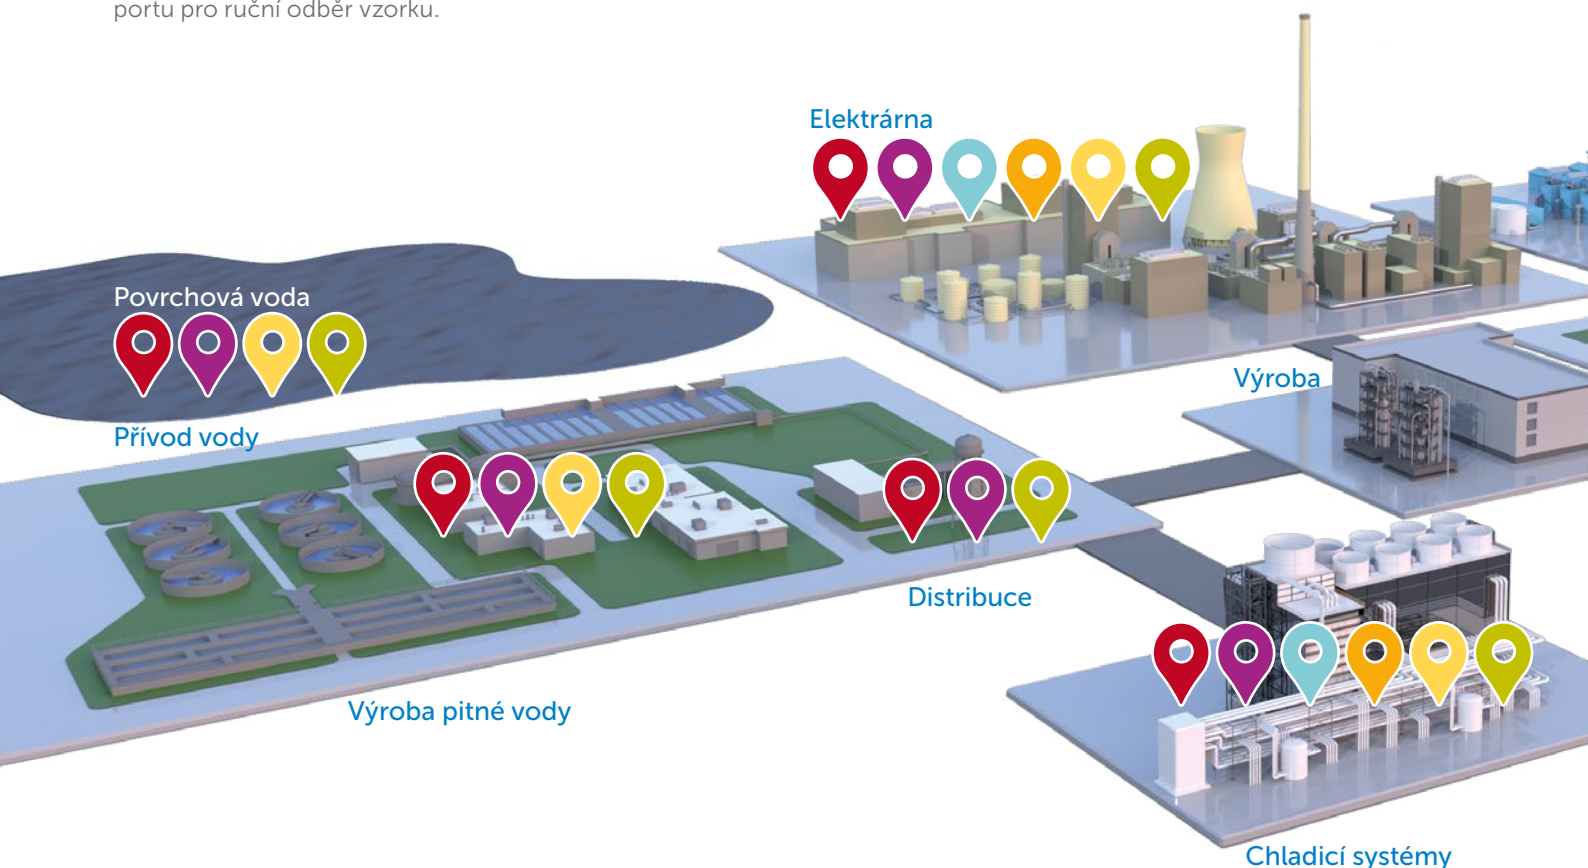 portu pro ruční odběr vzorku.
Elektrárna
Povrchová voda
Výroba
Přívod vody
Distribuce
Výroba pitné vody
Chladicí systémy